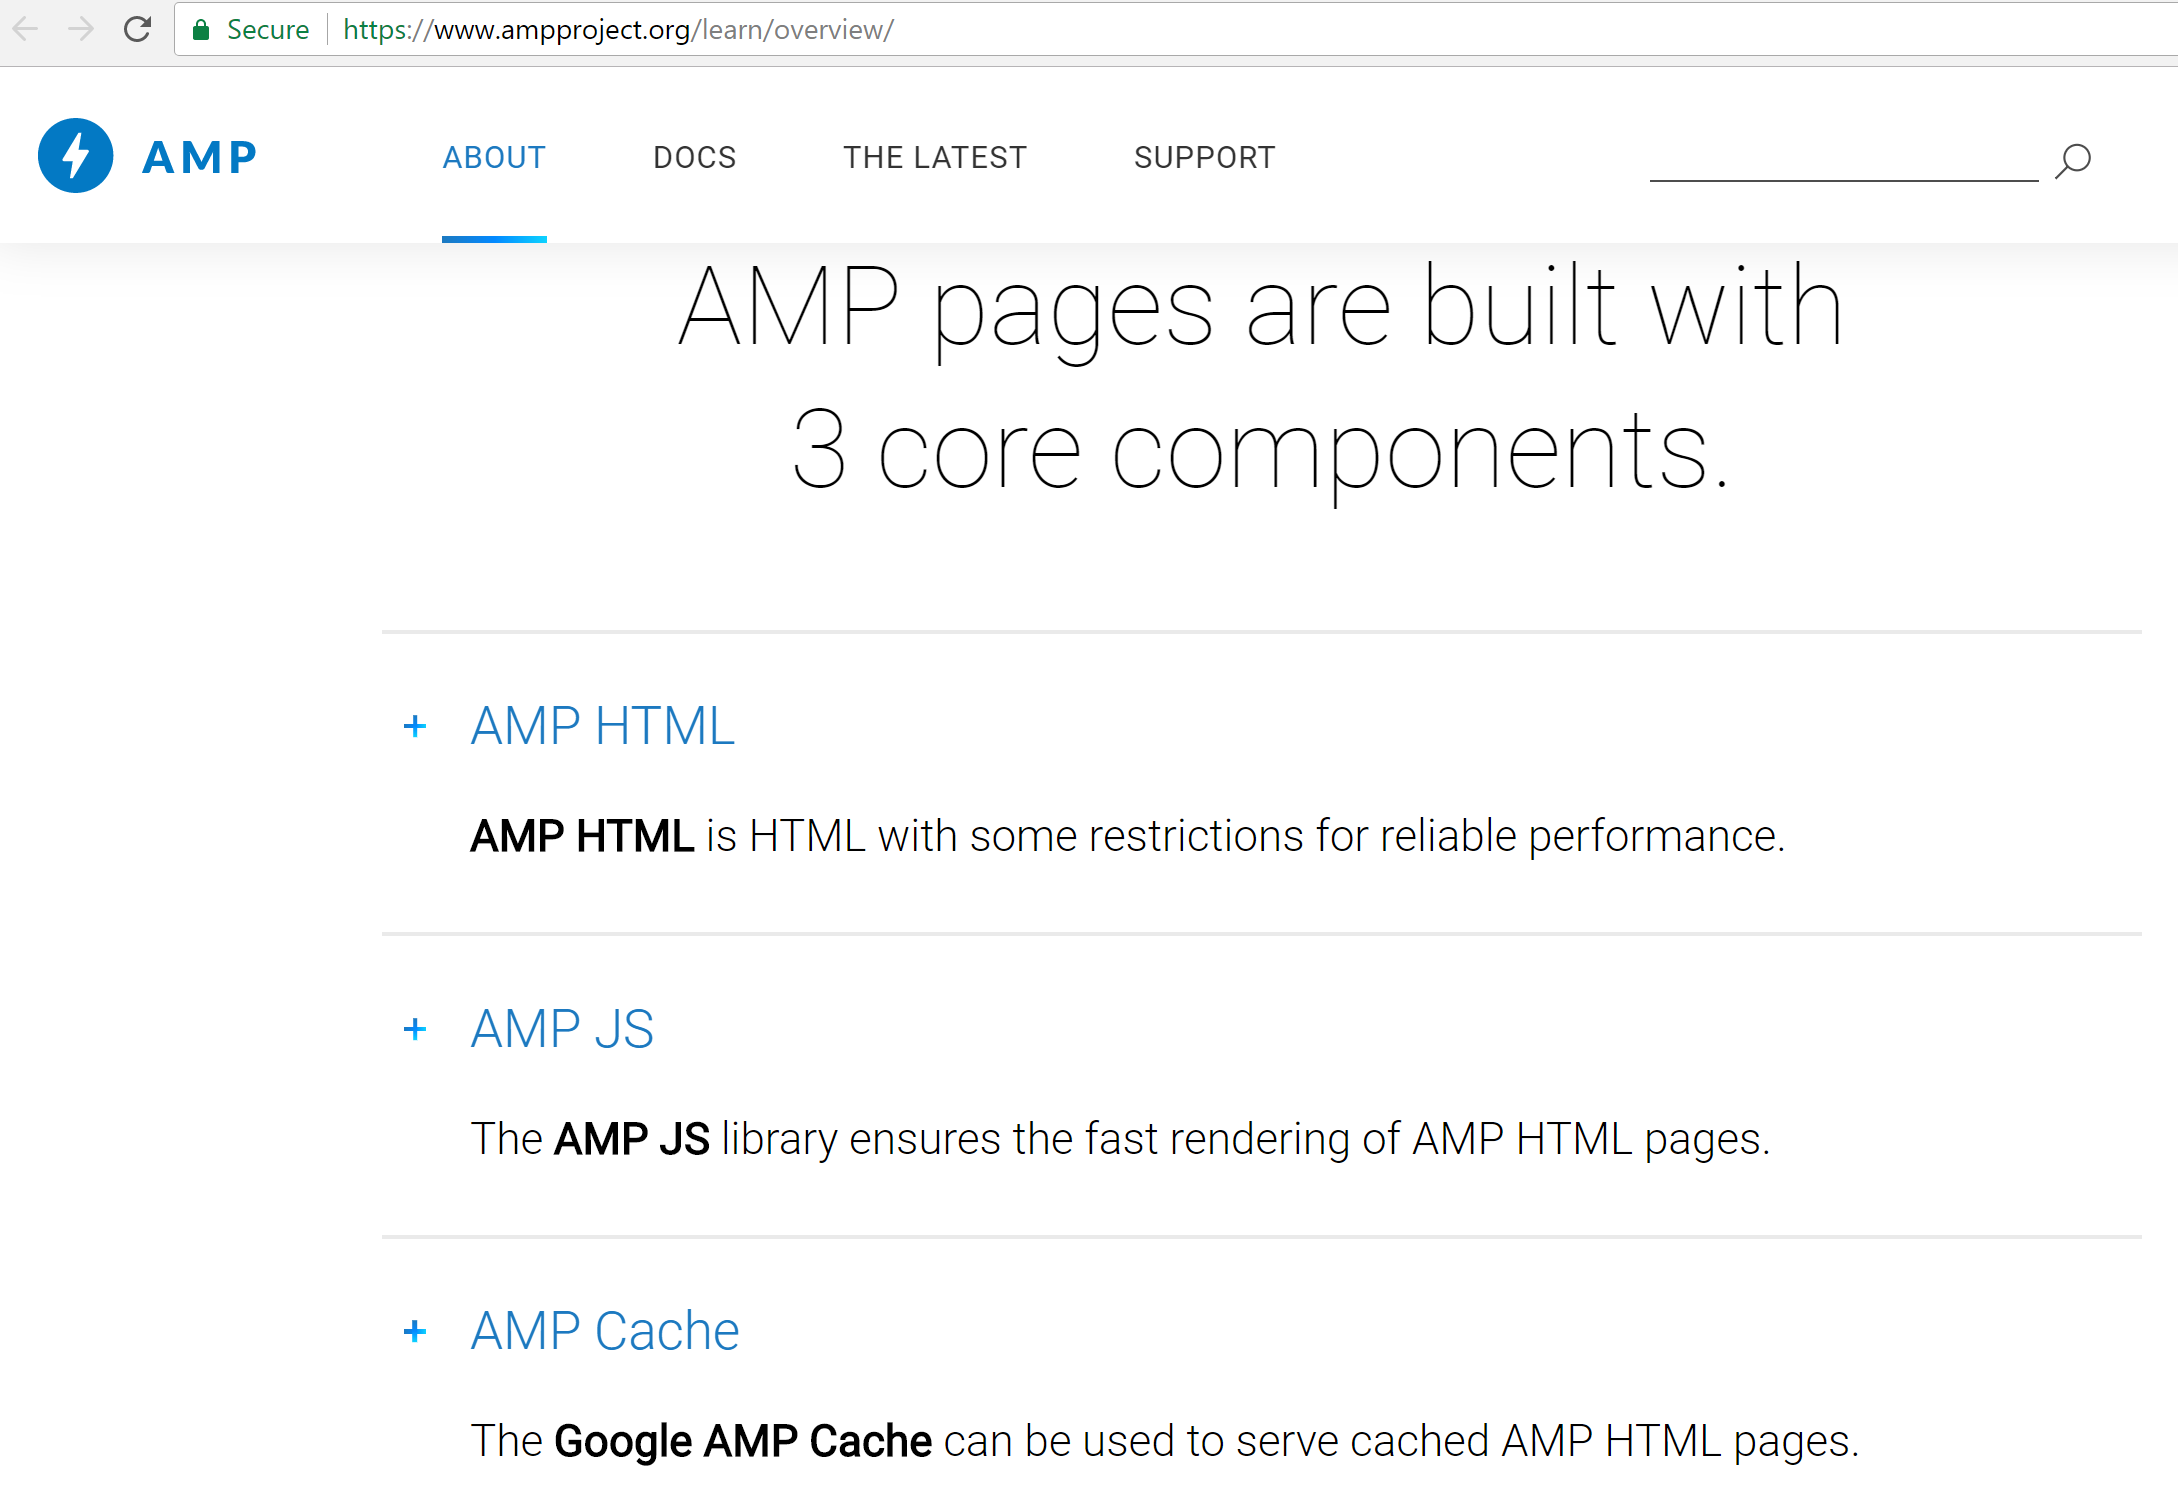 Secure https://www.ampproject.org/learn/overview/
AMP ABOUT DOCS THE LATEST SUPPORT
AMP pages are built with
3 core components.
+ AMP HTML
AMP HTML is HTML with some restrictions for reliable performance.
+ AMP JS
The AMP JS library ensures the fast rendering of AMP HTML pages.
+ AMP Cache
The Google AMP Cache can be used to serve cached AMP HTML pages.